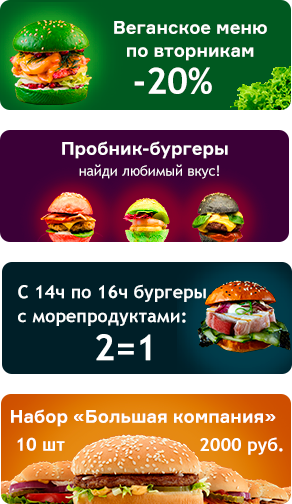 Веганское меню
по вторникам
-20%
Пробник-бургеры
найди любимый вкус!
С 14ч по 16ч бургеры
с морепродуктами:
2=1
Набор «Большая компания»
10 шт 2000 руб.